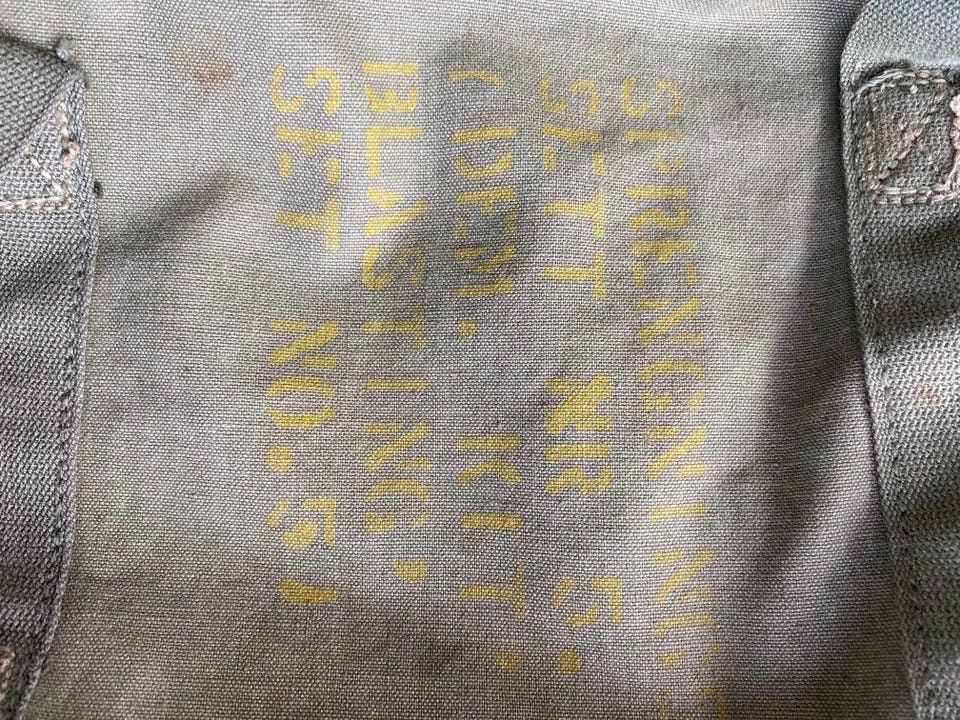 SPRENGNINGS
SETT NR 5.
(DEM. KIT.
BLASTING,
SET NO. 5,